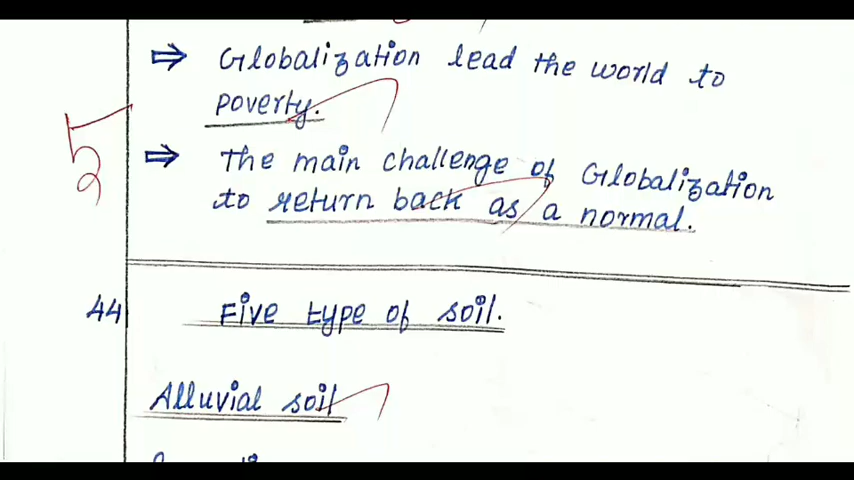 ⇒ Globalization lead the world to
poverty.
5
⇒ The main challenge of Globalization
to return back as a normal.
44 Five type of soil.
Alluvial soil